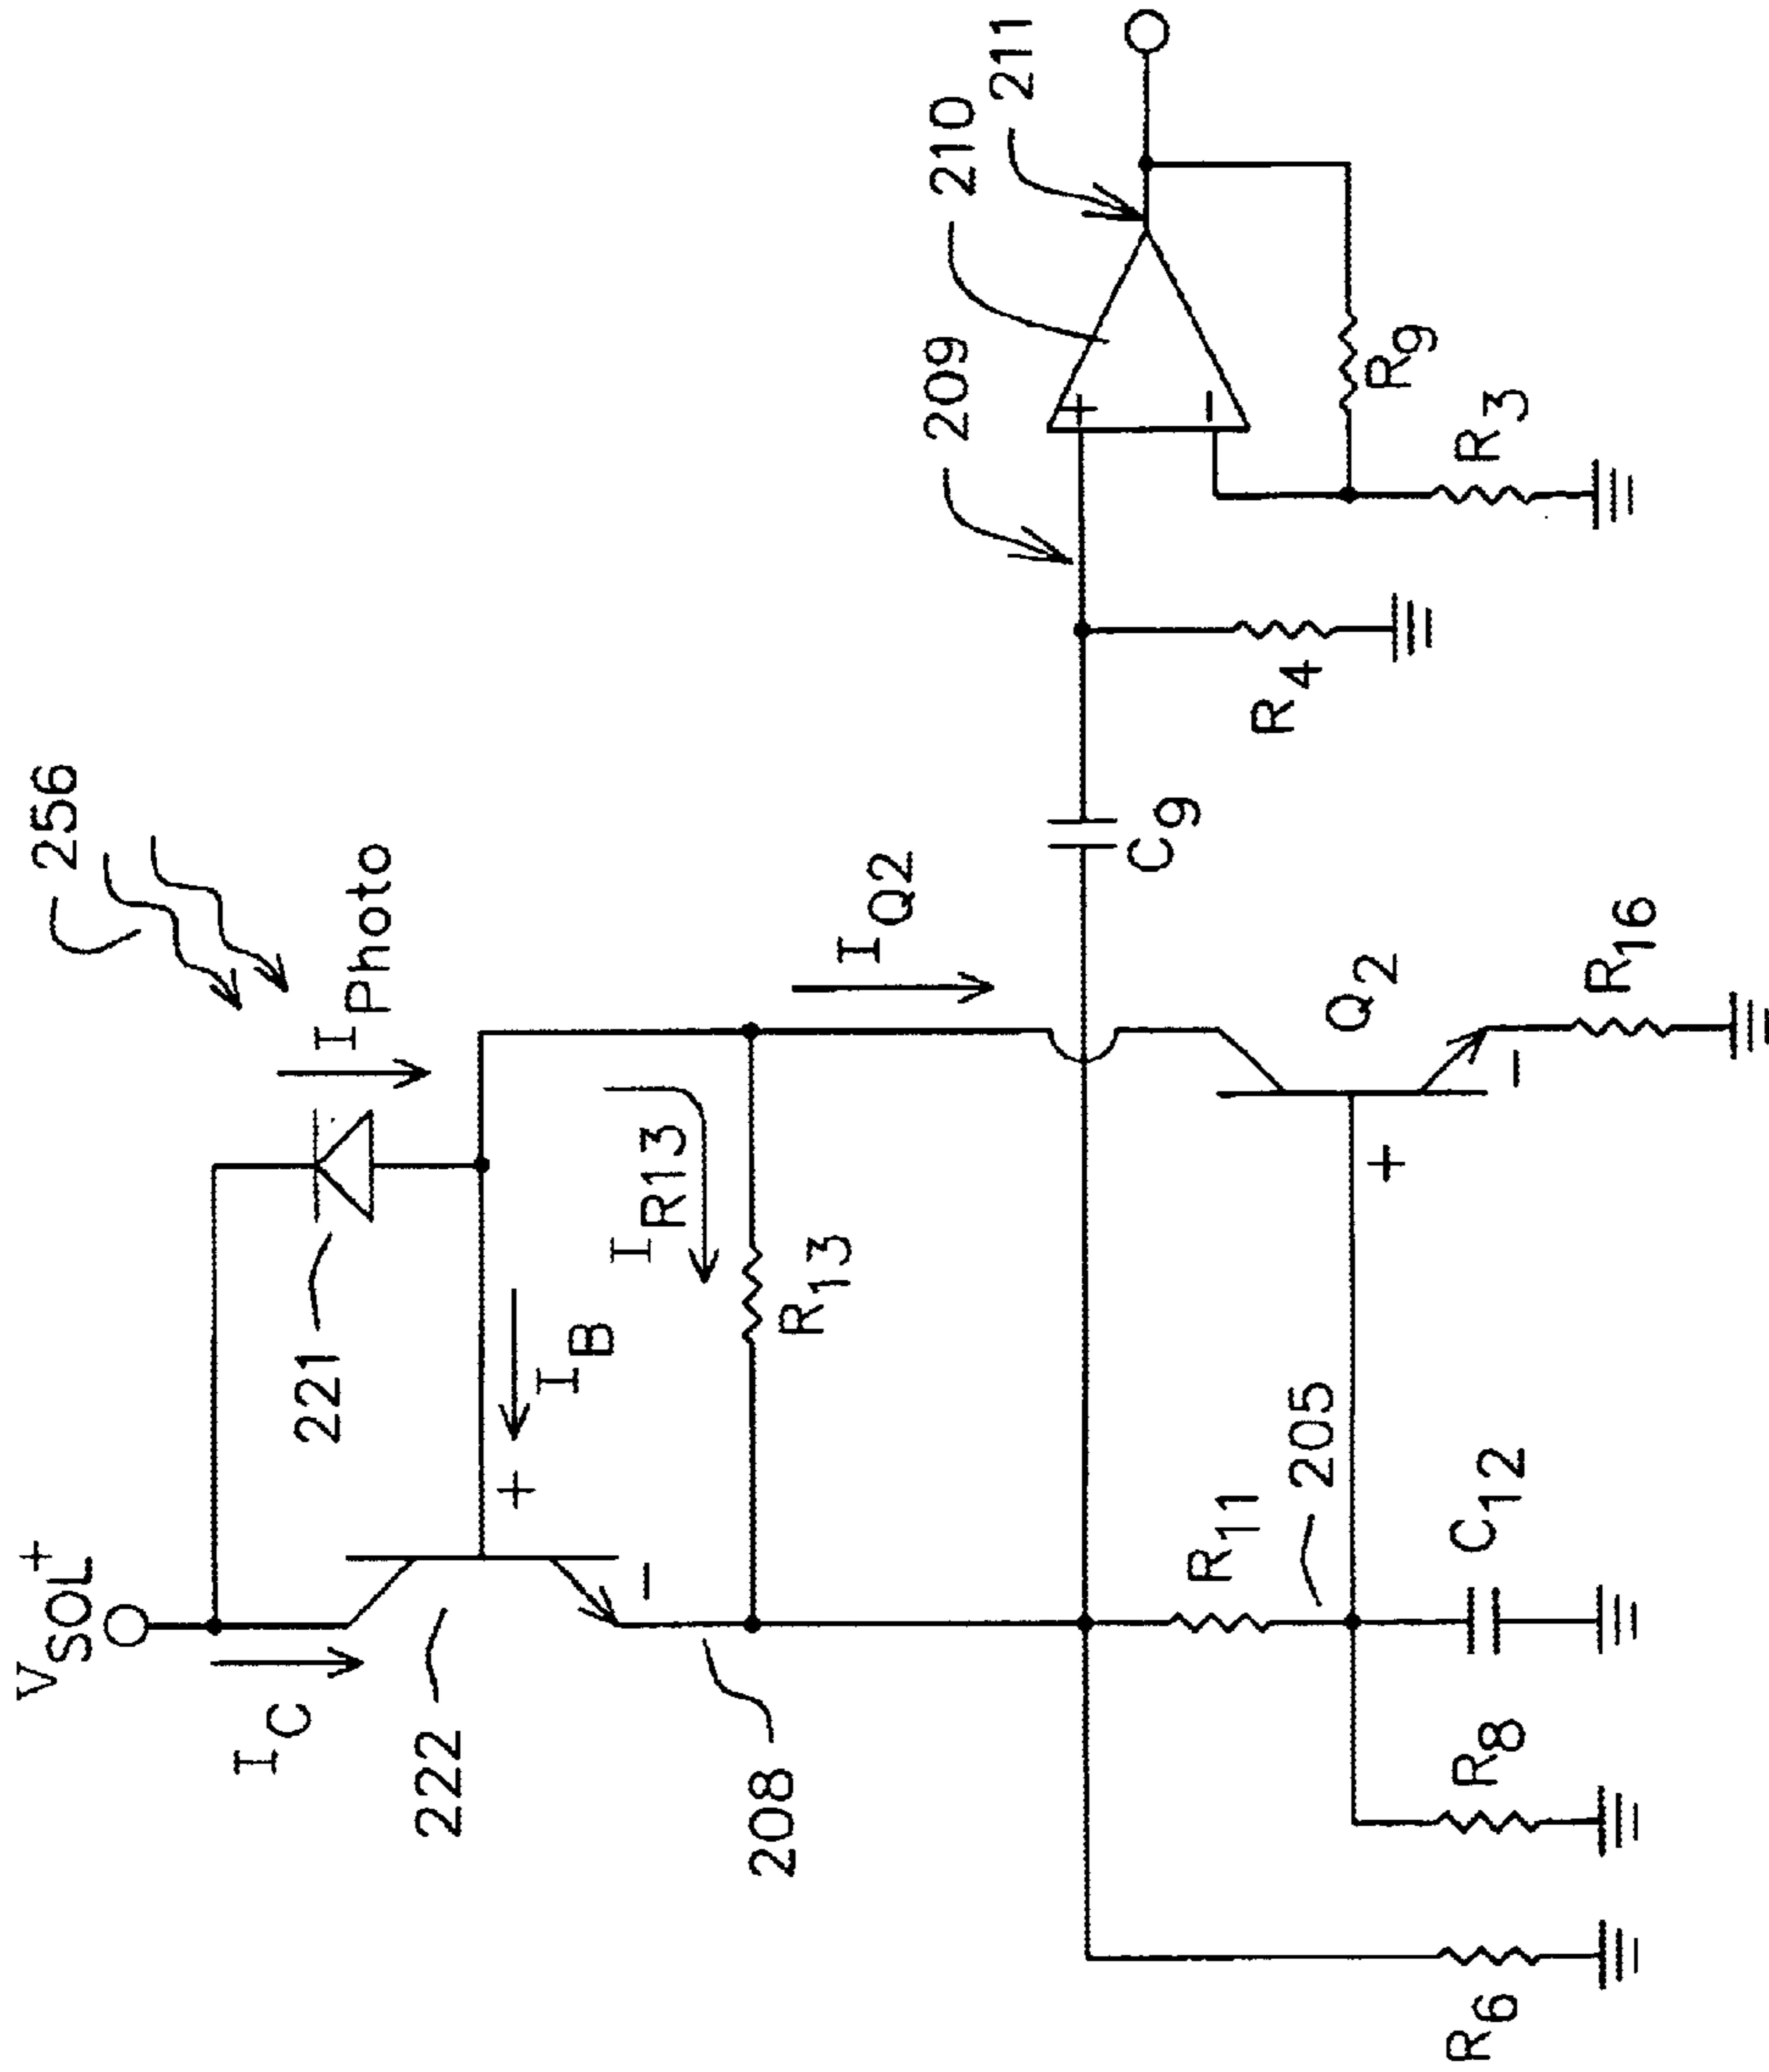 256
V_SOL+
I_Photo
I_C
221
222
+
-
I_B
I_R13
R_13
208
I_Q2
209
210
211
+
-
C_9
R_4
R_9
R_3
R_11
205
Q_2
+
-
R_6
R_8
C_12
R_16